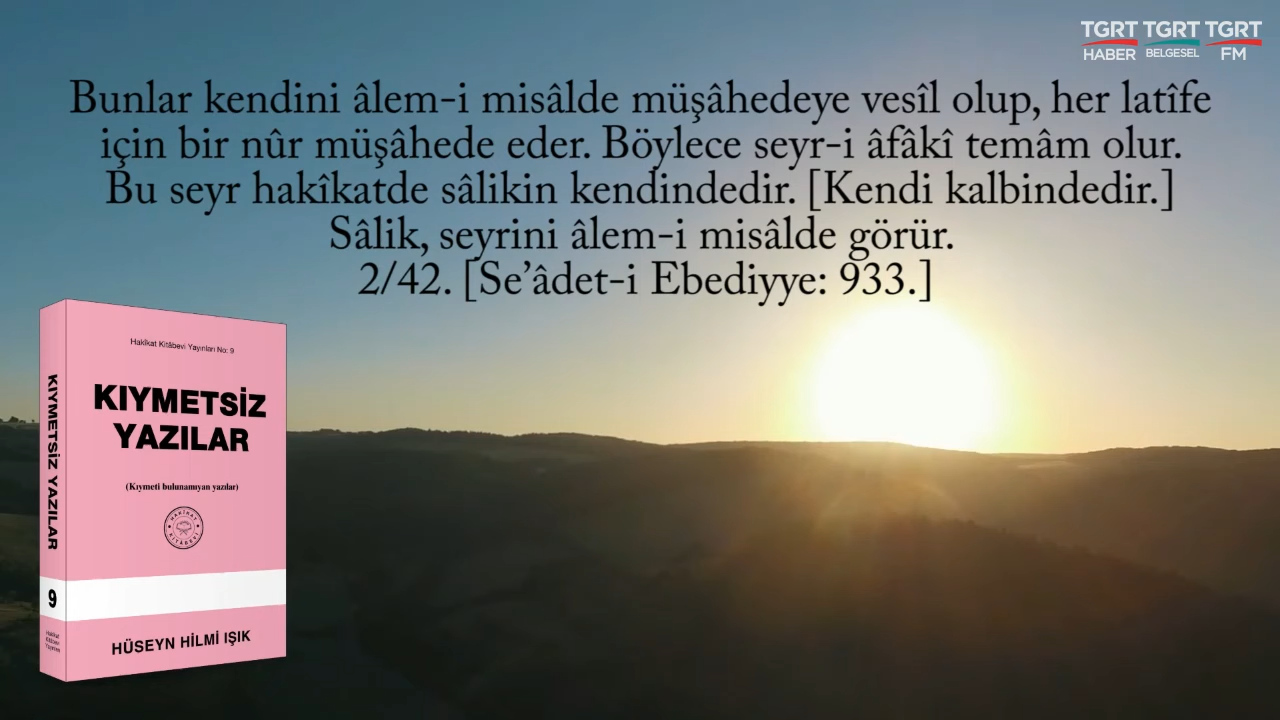 TGRT TGRT TGRT
HABER BELGESEL FM
Bunlar kendini âlem-i misâlde müşâhedeye vesîl olup, her latîfe
için bir nûr müşâhede eder. Böylece seyr-i âfâkî temâm olur.
Bu seyr hakîkatde sâlikin kendindedir. [Kendi kalbindedir.]
Sâlik, seyrini âlem-i misâlde görür.
2/42. [Se’âdet-i Ebediyye: 933.]
Hakîkat Kitâbevi Yayınları No: 9
KIYMETSİZ
YAZILAR
(Kıymeti bulunamıyan yazılar)
HAKÎKAT KİTÂBEVİ
HÜSEYN HİLMİ IŞIK
KIYMETSİZ YAZILAR
9